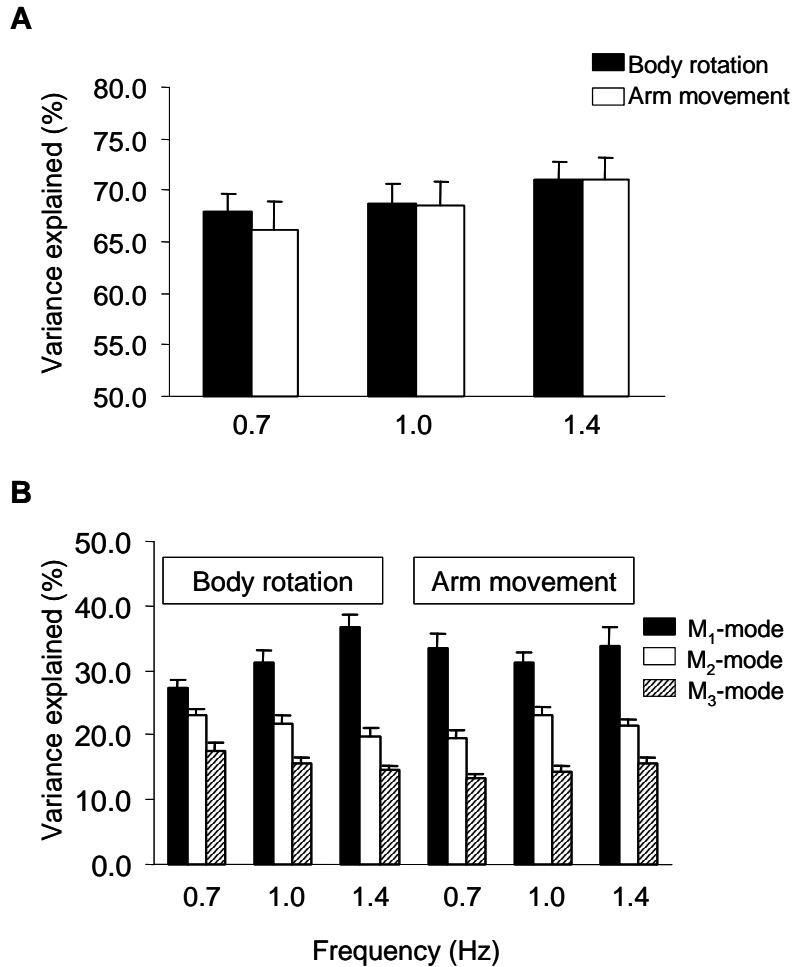 A
Body rotation
Arm movement
Variance explained (%)
80.0
75.0
70.0
65.0
60.0
55.0
50.0
0.7 1.0 1.4
B
Variance explained (%)
50.0
40.0
30.0
20.0
10.0
0.0
Body rotation Arm movement
M₁-mode
M₂-mode
M₃-mode
0.7 1.0 1.4 0.7 1.0 1.4
Frequency (Hz)